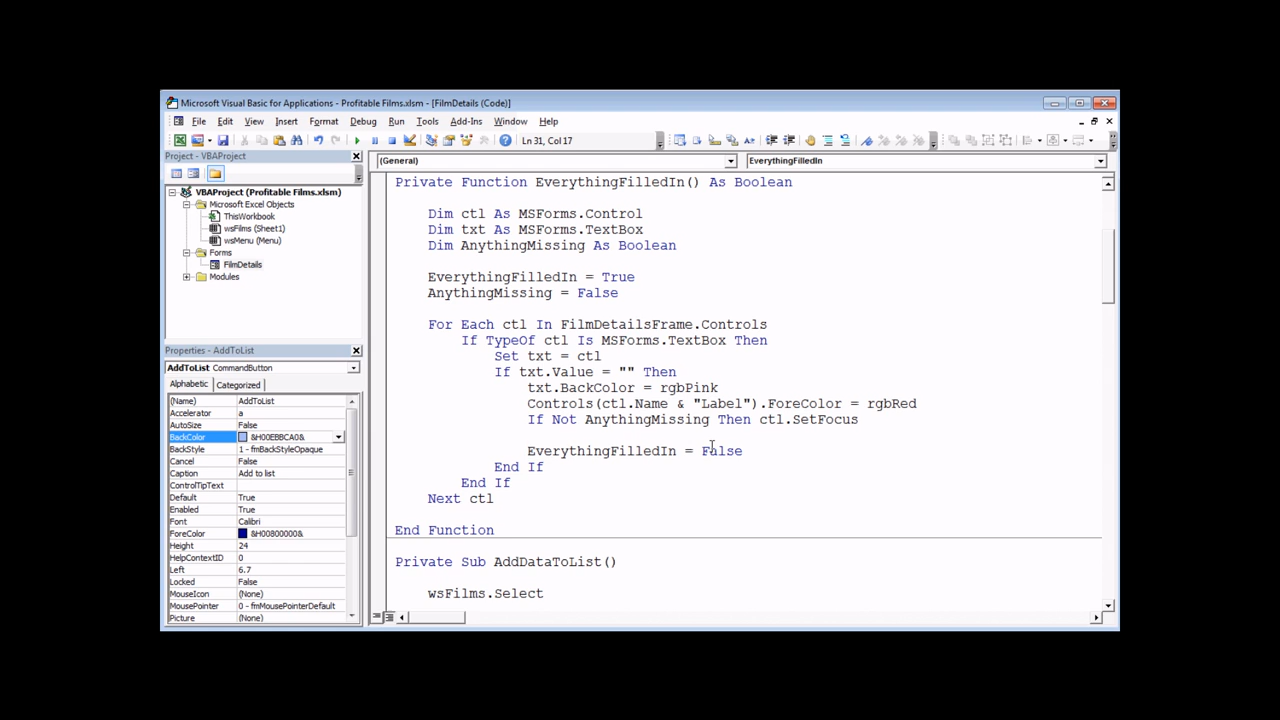 Microsoft Visual Basic for Applications - Profitable Films.xlsm - [FilmDetails (Code)]
File Edit View Insert Format Debug Run Tools Add-Ins Window Help
Ln 31, Col 17
Project - VBAProject
(General)
EverythingFilledIn
VBAProject (Profitable Films.xlsm)
Microsoft Excel Objects
ThisWorkbook
wsFilms (Sheet1)
wsMenu (Menu)
Forms
FilmDetails
Modules
Properties - AddToList
AddToList CommandButton
Alphabetic Categorized
(Name) AddToList
Accelerator a
AutoSize False
BackColor &H00EBBCA0&
BackStyle 1 - fmBackStyleOpaque
Cancel False
Caption Add to list
ControlTipText
Default True
Enabled True
Font Calibri
ForeColor &H00800000&
Height 24
HelpContextID 0
Left 6.7
Locked False
MouseIcon (None)
MousePointer 0 - fmMousePointerDefault
Picture (None)
Private Function EverythingFilledIn() As Boolean
Dim ctl As MSForms.Control
Dim txt As MSForms.TextBox
Dim AnythingMissing As Boolean
EverythingFilledIn = True
AnythingMissing = False
For Each ctl In FilmDetailsFrame.Controls
If TypeOf ctl Is MSForms.TextBox Then
Set txt = ctl
If txt.Value = "" Then
txt.BackColor = rgbPink
Controls(ctl.Name & "Label").ForeColor = rgbRed
If Not AnythingMissing Then ctl.SetFocus
EverythingFilledIn = False
End If
End If
Next ctl
End Function
Private Sub AddDataToList()
wsFilms.Select